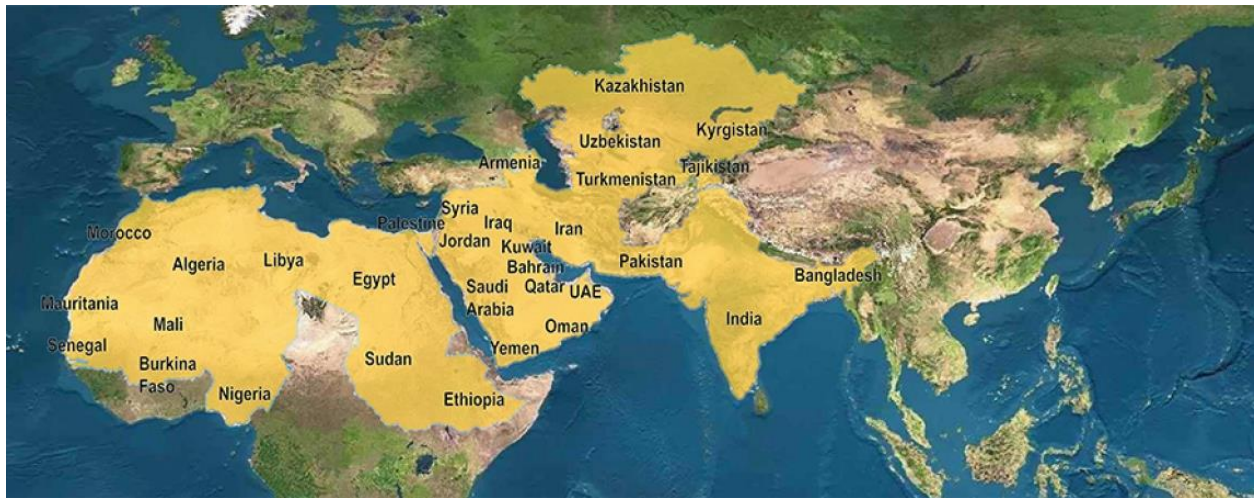 Kazakhstan
Uzbekistan
Kyrgistan
Armenia
Tajikistan
Turkmenistan
Syria
Palestine
Iraq
Iran
Morocco
Jordan
Kuwait
Algeria
Libya
Egypt
Bahrain
Pakistan
Bangladesh
Mauritania
Saudi
Arabia
Qatar
UAE
Mali
Oman
India
Senegal
Yemen
Burkina
Faso
Sudan
Nigeria
Ethiopia